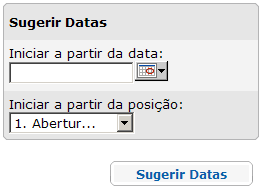 Sugerir Datas
Iniciar a partir da data:
Iniciar a partir da posição:
1. Abertur...
Sugerir Datas